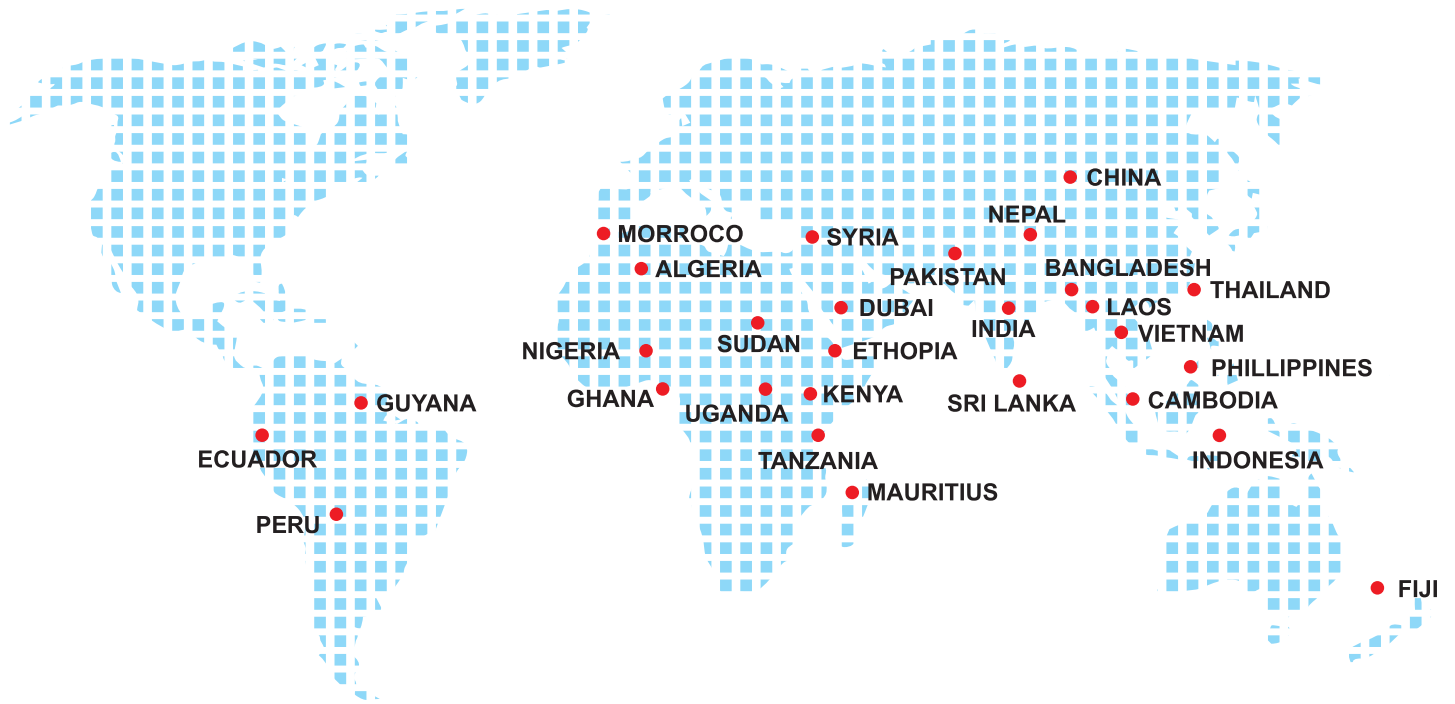 CHINA
NEPAL
MORROCO
SYRIA
ALGERIA
PAKISTAN
BANGLADESH
THAILAND
DUBAI
LAOS
INDIA
VIETNAM
SUDAN
NIGERIA
ETHOPIA
PHILLIPPINES
GHANA
KENYA
UGANDA
SRI LANKA
CAMBODIA
GUYANA
ECUADOR
TANZANIA
INDONESIA
MAURITIUS
PERU
FIJI